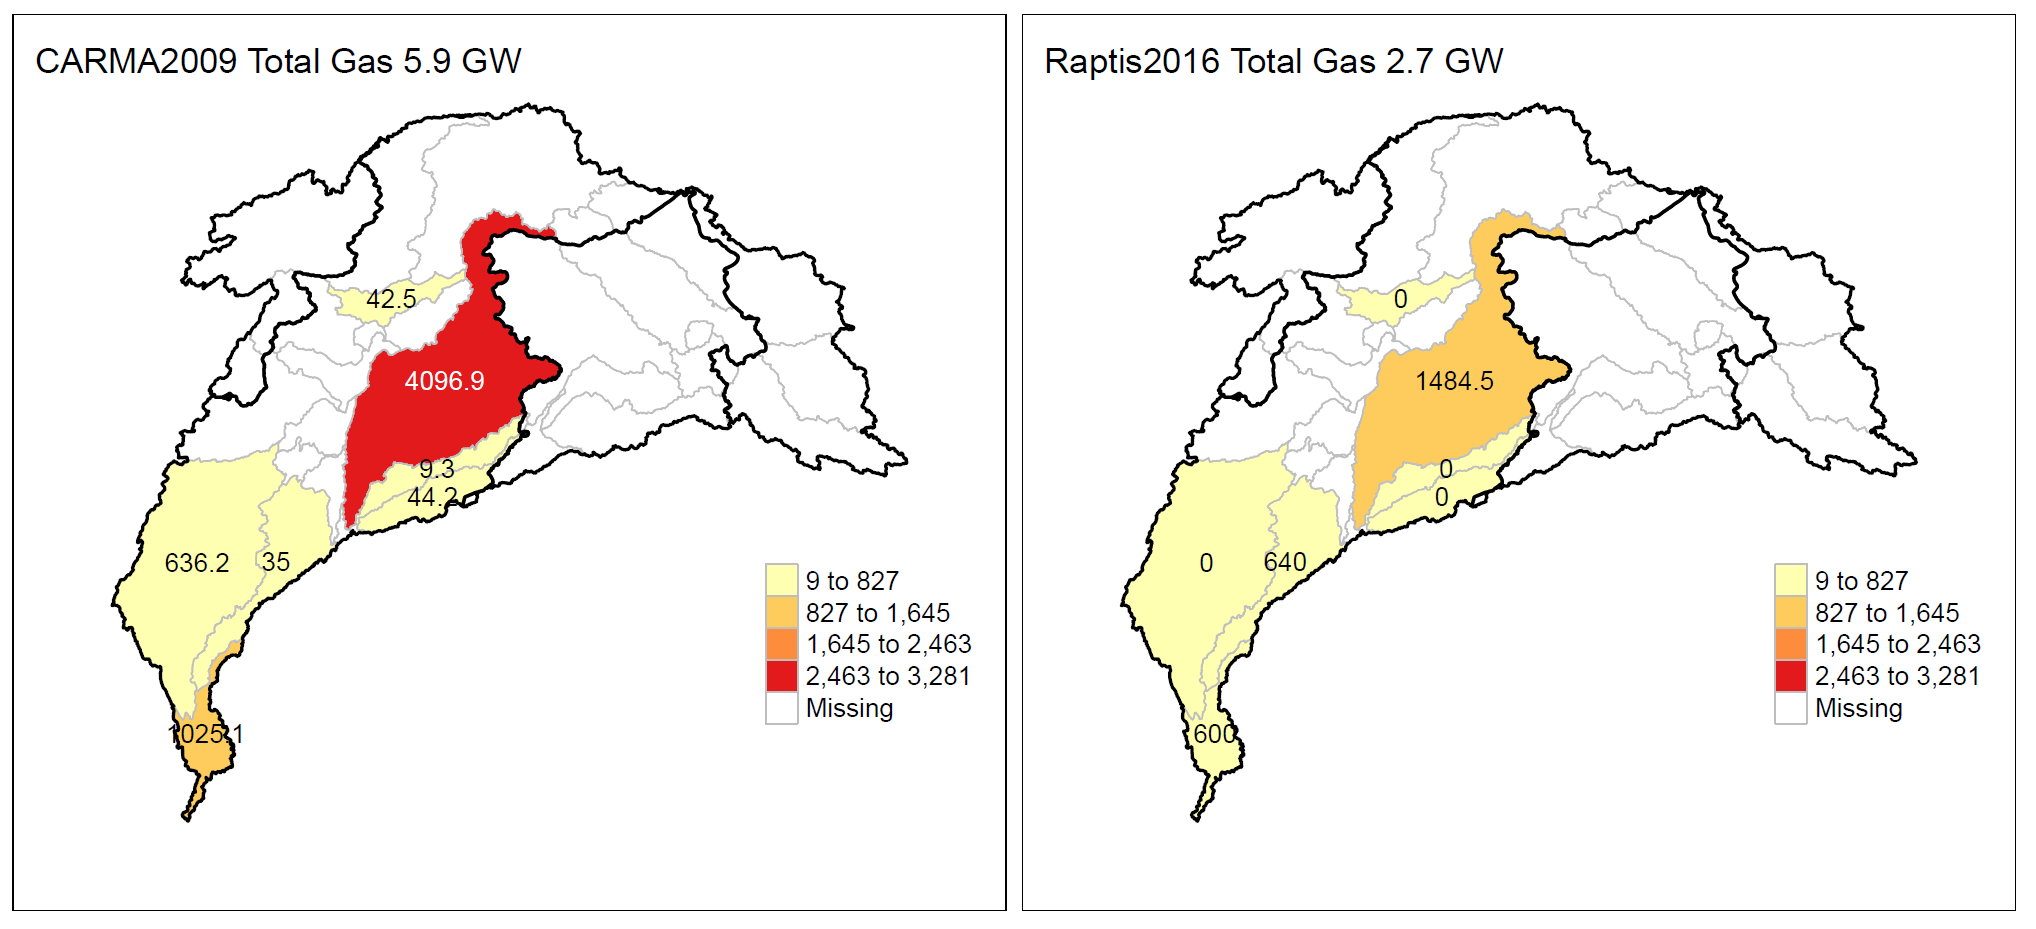 CARMA2009 Total Gas 5.9 GW
42.5
4096.9
9.3
44.2
636.2
35
1025.1
9 to 827
827 to 1,645
1,645 to 2,463
2,463 to 3,281
Missing
Raptis2016 Total Gas 2.7 GW
0
1484.5
0
0
0
640
600
9 to 827
827 to 1,645
1,645 to 2,463
2,463 to 3,281
Missing